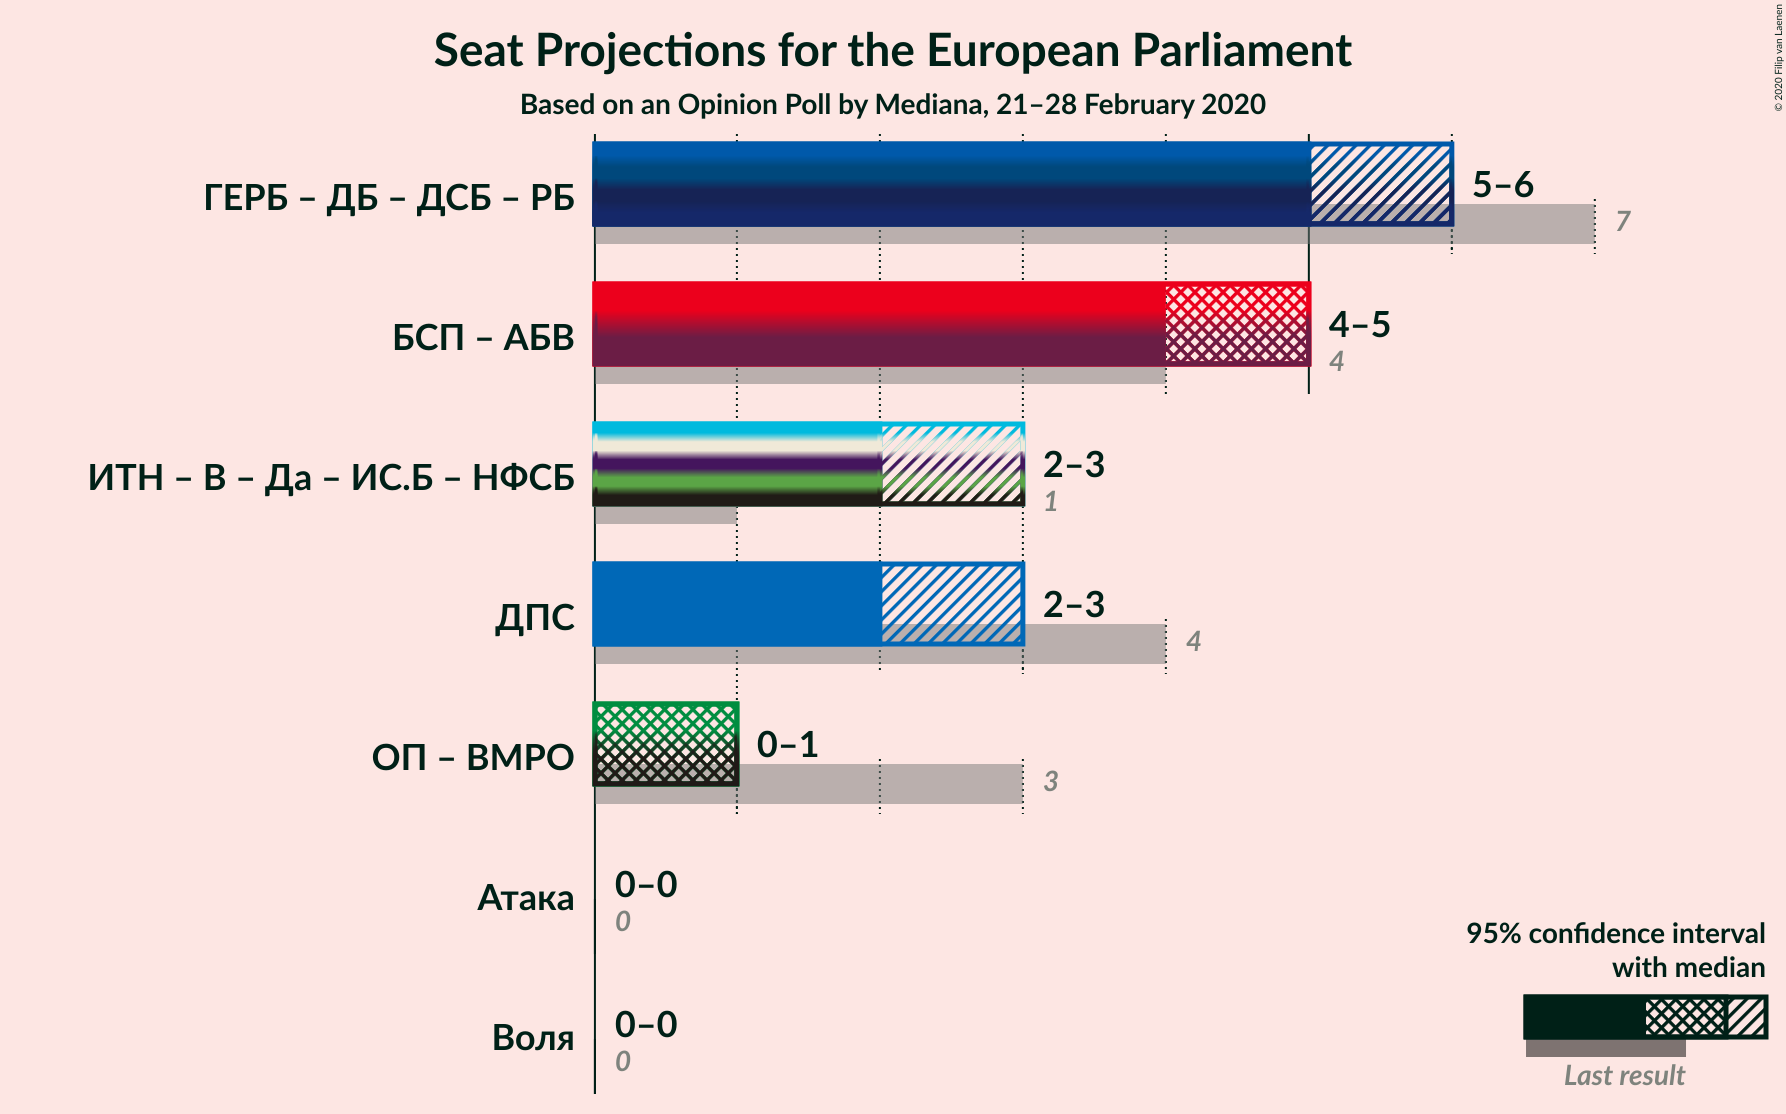 Seat Projections for the European Parliament
Based on an Opinion Poll by Mediana, 21–28 February 2020
© 2020 Filip van Laenen
ГЕРБ – ДБ – ДСБ – РБ
5–6
7
БСП – АБВ
4–5
4
ИТН – В – Да – ИС.Б – НФСБ
2–3
1
ДПС
2–3
4
ОП – ВМРО
0–1
3
Атака
0–0
0
Воля
0–0
0
95% confidence interval
with median
Last result